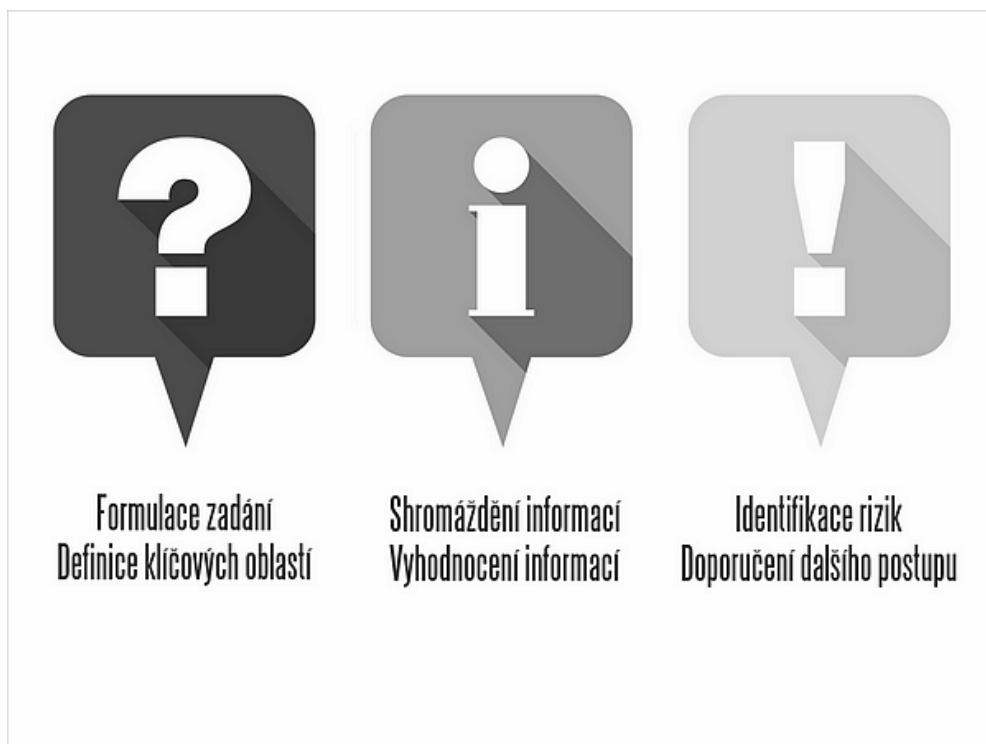 ?
i
!
Formulace zadání
Definice klíčových oblastí
Shromáždění informací
Vyhodnocení informací
Identifikace rizik
Doporučení dalšího postupu